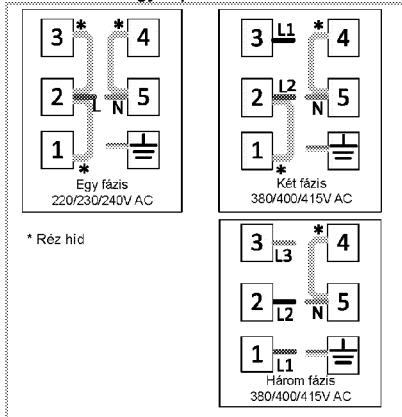 3 * * 4
2 L N 5
1 *
Egy fázis
220/230/240V AC
3 L1 * 4
2 L2 N 5
1 *
Két fázis
380/400/415V AC
* Réz híd
3 L3 * 4
2 L2 N 5
1 L1
Három fázis
380/400/415V AC